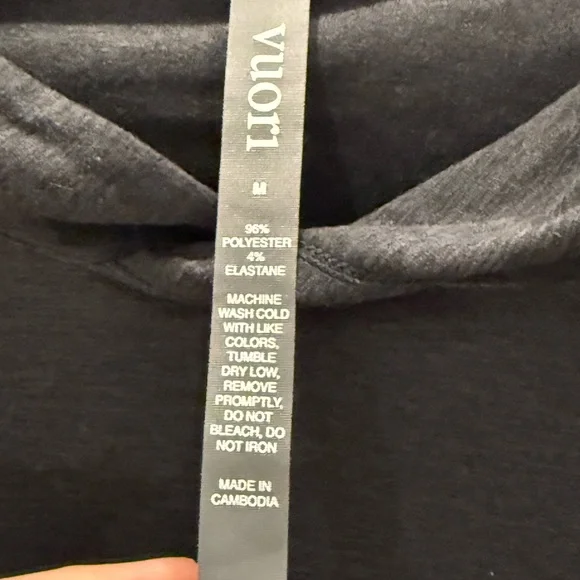 vuori
M
96%
POLYESTER
4%
ELASTANE
MACHINE
WASH COLD
WITH LIKE
COLORS,
TUMBLE
DRY LOW,
REMOVE
PROMPTLY,
DO NOT
BLEACH, DO
NOT IRON
MADE IN
CAMBODIA